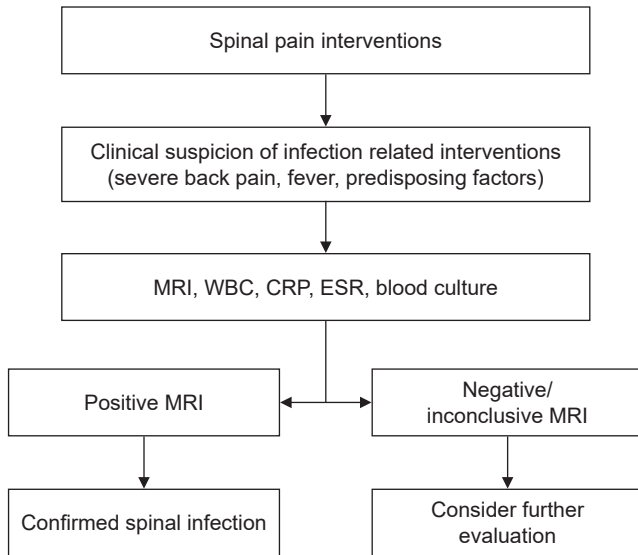 Spinal pain interventions
Clinical suspicion of infection related interventions
(severe back pain, fever, predisposing factors)
MRI, WBC, CRP, ESR, blood culture
Positive MRI
Negative/
inconclusive MRI
Confirmed spinal infection
Consider further
evaluation